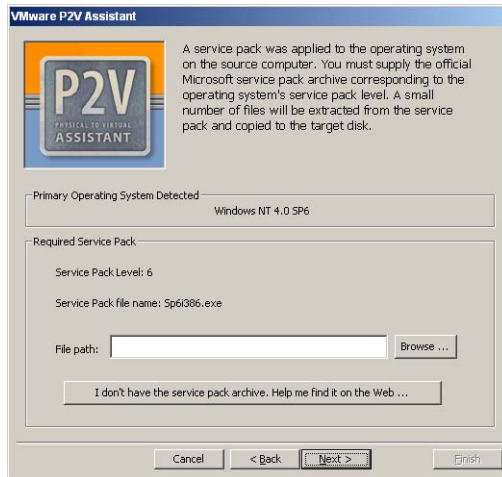 VMware P2V Assistant
P2V
PHYSICAL TO VIRTUAL
ASSISTANT
A service pack was applied to the operating system
on the source computer. You must supply the official
Microsoft service pack archive corresponding to the
operating system's service pack level. A small
number of files will be extracted from the service
pack and copied to the target disk.
Primary Operating System Detected
Windows NT 4.0 SP6
Required Service Pack
Service Pack Level: 6
Service Pack file name: Sp6i386.exe
File path:
Browse ...
I don't have the service pack archive. Help me find it on the Web ...
Cancel
< Back
Next >
Finish